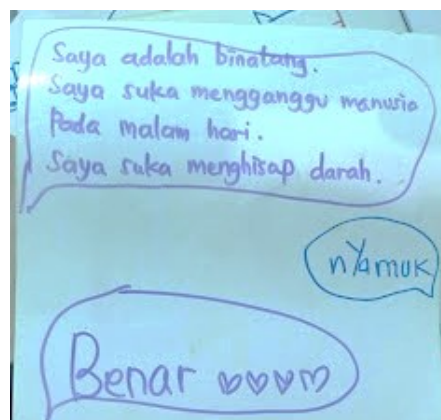 Saya adalah binatang.
Saya suka mengganggu manusia
Pada malam hari.
Saya suka menghisap darah.
nYamuk
Benar ♡♡♡♡